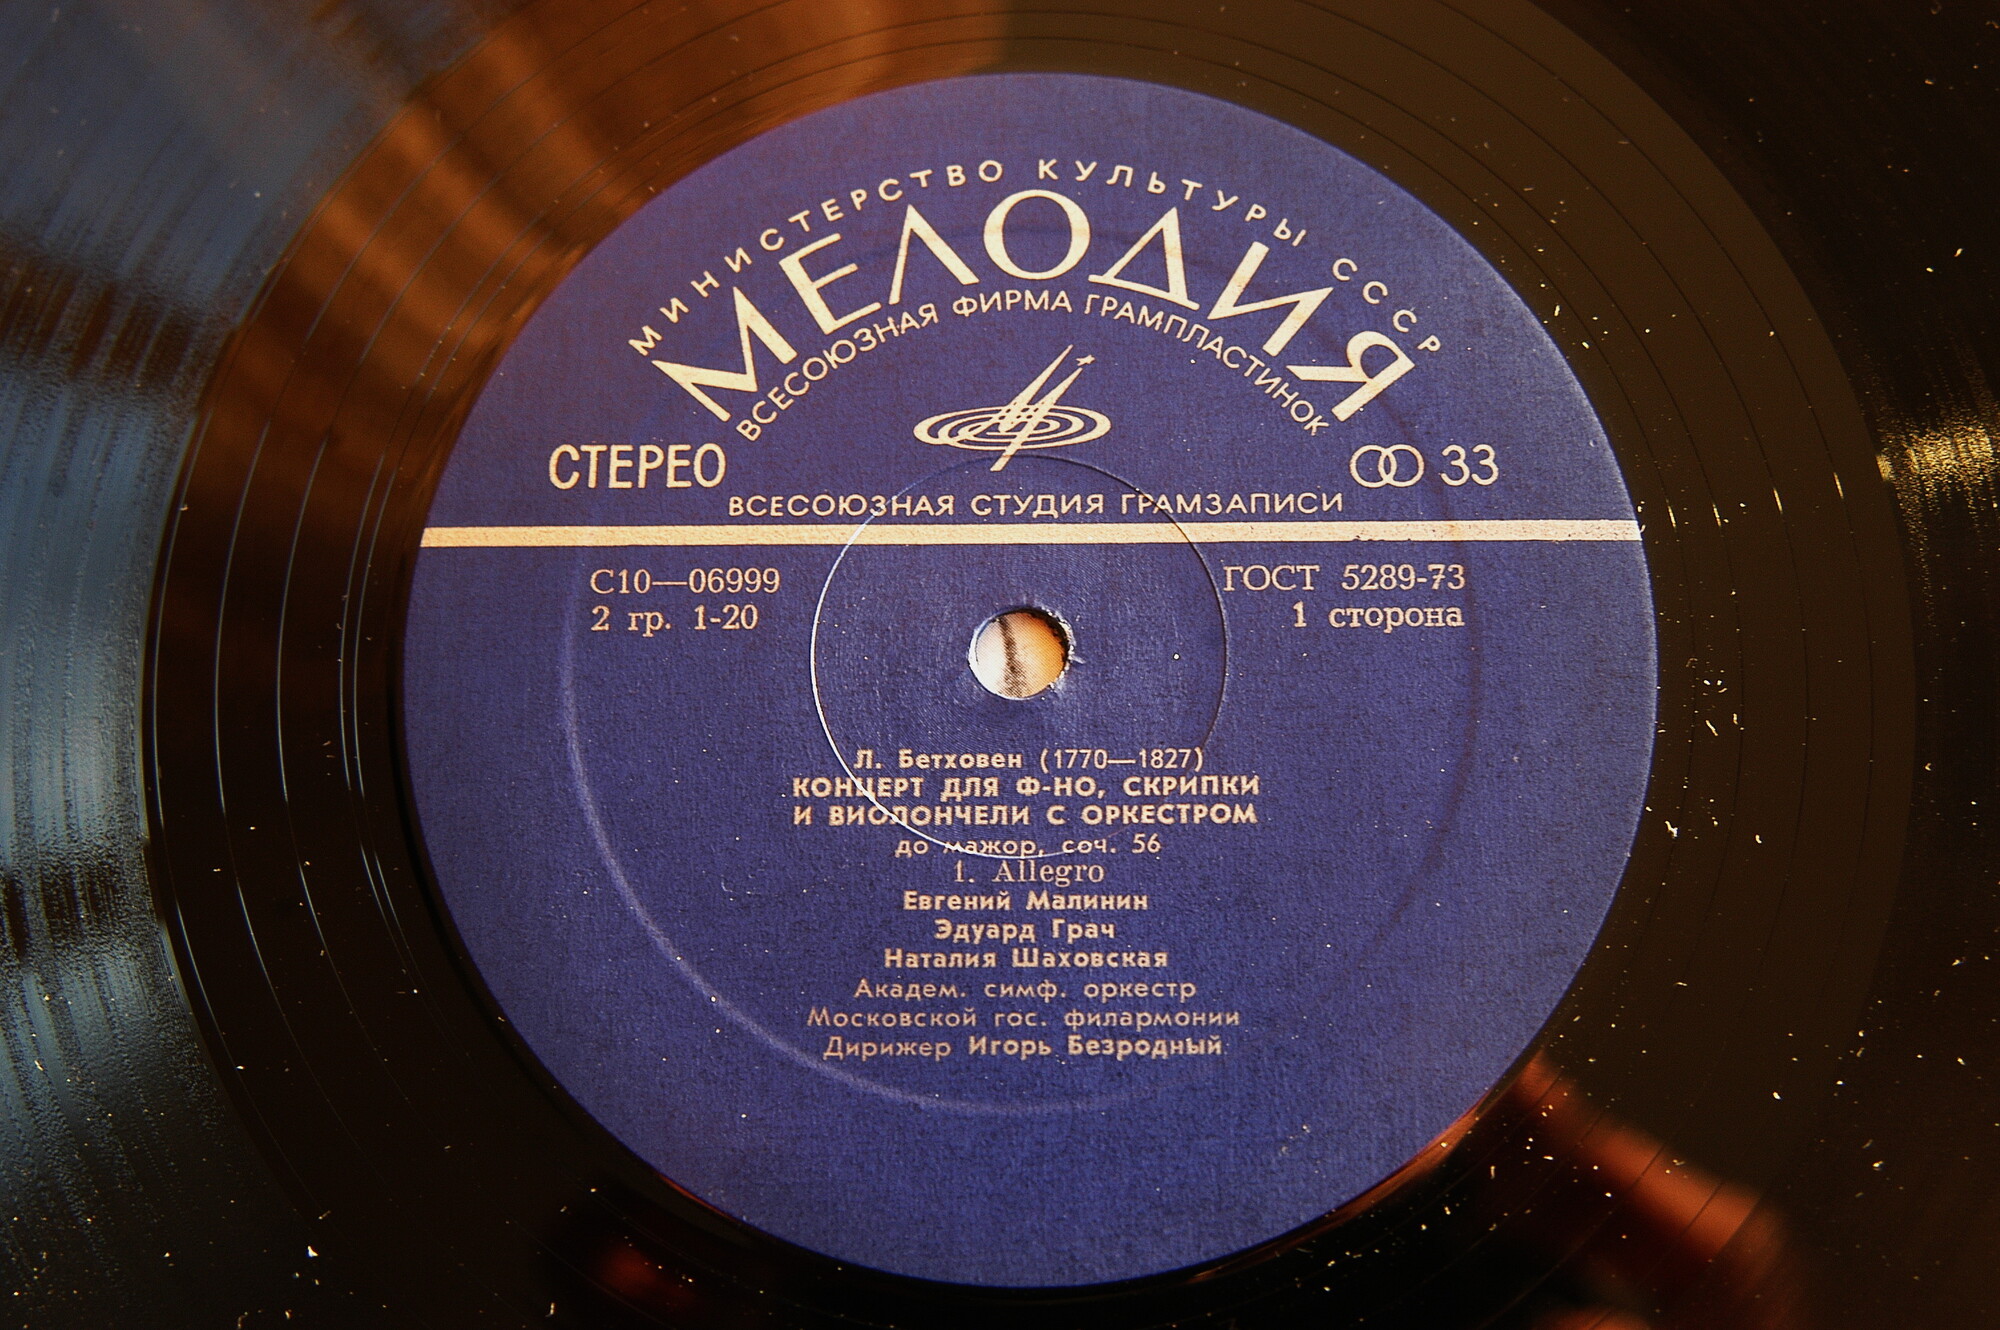 МИНИСТЕРСТВО КУЛЬТУРЫ СССР
МЕЛОДИЯ
ВСЕСОЮЗНАЯ ФИРМА ГРАМПЛАСТИНОК
СТЕРЕО
33
ВСЕСОЮЗНАЯ СТУДИЯ ГРАМЗАПИСИ
С10—06999
ГОСТ 5289-73
2 гр. 1-20
1 сторона
Л. Бетховен (1770—1827)
КОНЦЕРТ ДЛЯ Ф-НО, СКРИПКИ
И ВИОЛОНЧЕЛИ С ОРКЕСТРОМ
до мажор, соч. 56
1. Allegro
Евгений Малинин
Эдуард Грач
Наталия Шаховская
Академ. симф. оркестр
Московской гос. филармонии
Дирижер Игорь Безродный